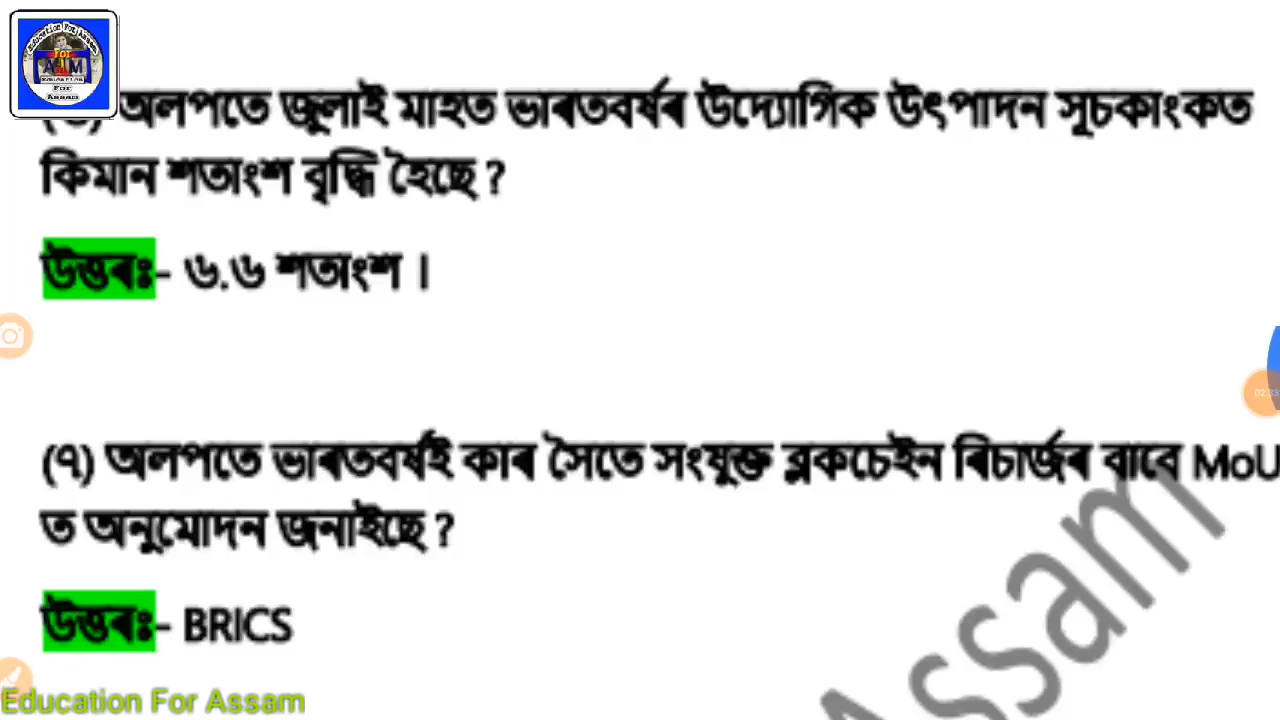 অলপতে জুলাই মাহত ভাৰতবৰ্ষৰ উদ্যোগিক উৎপাদন সূচকাংকত
কিমান শতাংশ বৃদ্ধি হৈছে ?
উত্তৰঃ- ৬.৬ শতাংশ ।
(৭) অলপতে ভাৰতবৰ্ষই কাৰ সৈতে সংযুক্ত ব্লকচেইন ৰিচাৰ্জৰ বাবে MoU
ত অনুমোদন জনাইছে ?
উত্তৰঃ- BRICS
Assam
Education For Assam